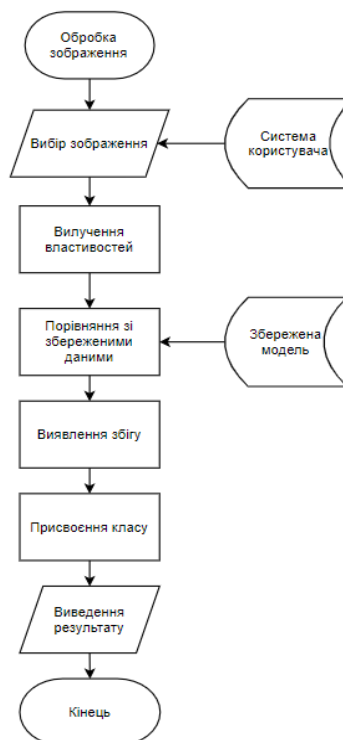 Обробка
зображення
Вибір зображення
Система
користувача
Вилучення
властивостей
Порівняння зі
збереженими
даними
Збережена
модель
Виявлення збігу
Присвоєння класу
Виведення
результату
Кінець